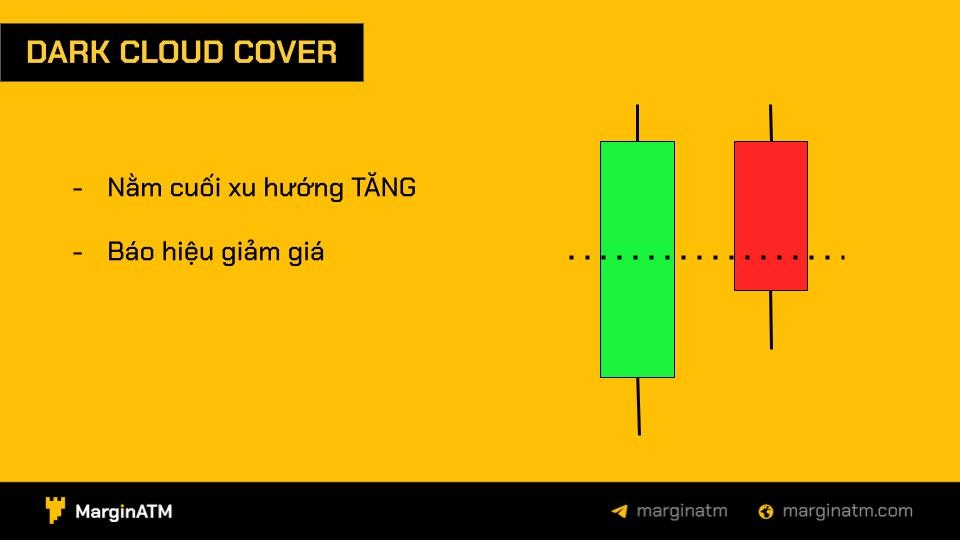 DARK CLOUD COVER
- Nằm cuối xu hướng TĂNG
- Báo hiệu giảm giá
MarginATM
marginatm
marginatm.com